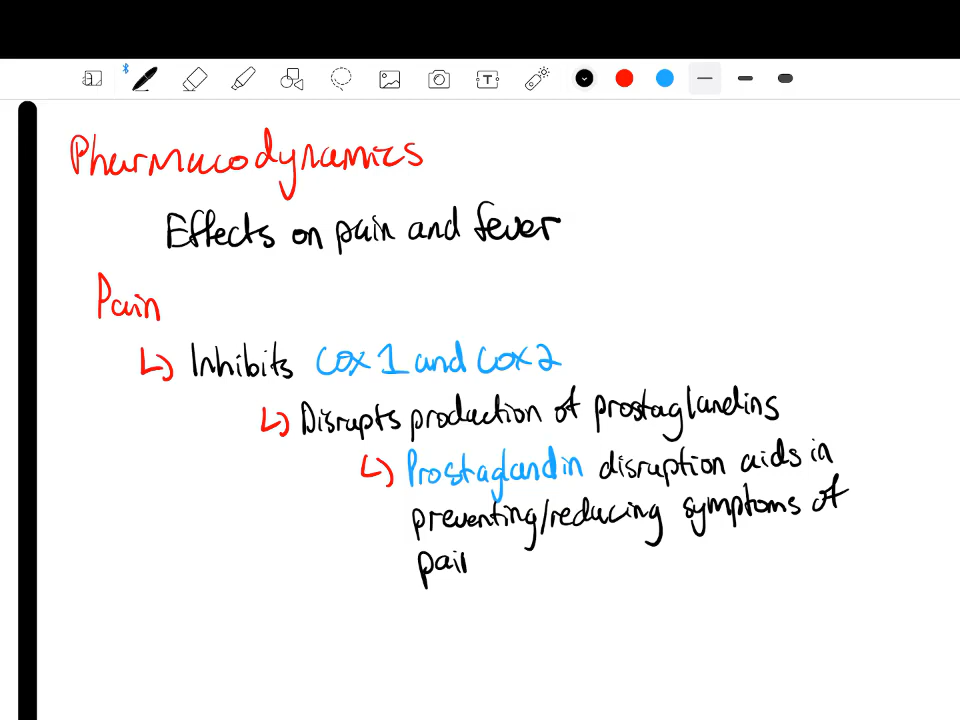 Pharmacodynamics
Effects on pain and fever
Pain
↳ Inhibits Cox 1 and Cox 2
↳ Disrupts production of prostaglandins
↳ Prostaglandin disruption aids in
preventing/reducing symptoms of
pai